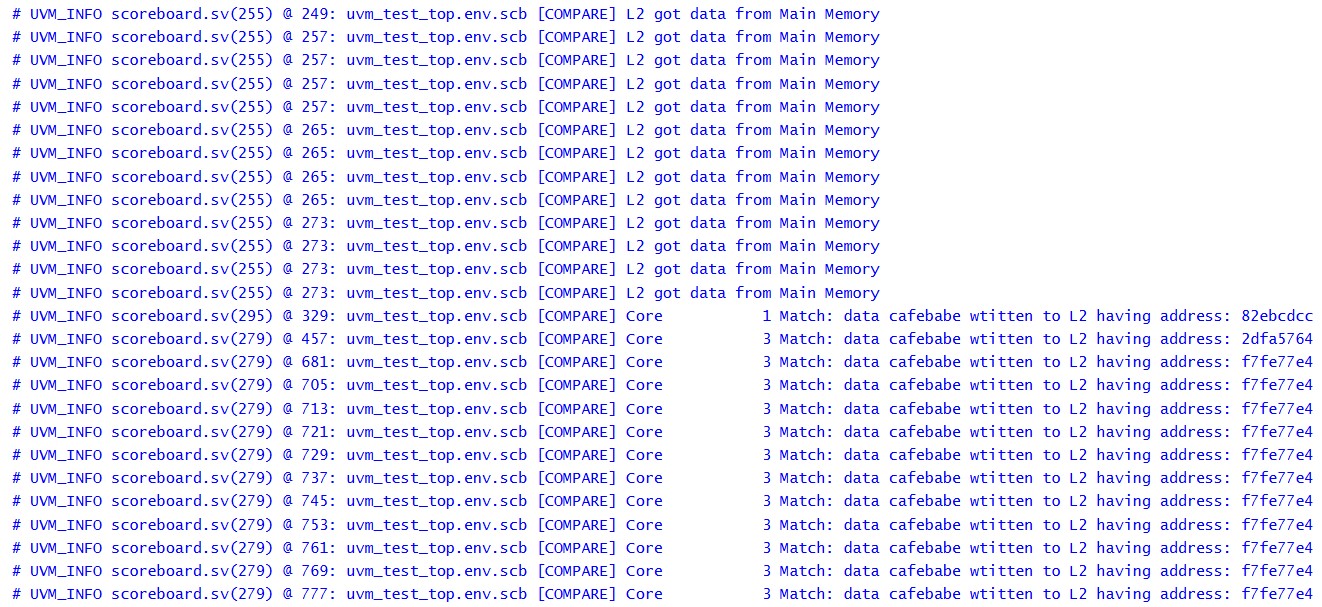 # UVM_INFO scoreboard.sv(255) @ 249: uvm_test_top.env.scb [COMPARE] L2 got data from Main Memory
# UVM_INFO scoreboard.sv(255) @ 257: uvm_test_top.env.scb [COMPARE] L2 got data from Main Memory
# UVM_INFO scoreboard.sv(255) @ 257: uvm_test_top.env.scb [COMPARE] L2 got data from Main Memory
# UVM_INFO scoreboard.sv(255) @ 257: uvm_test_top.env.scb [COMPARE] L2 got data from Main Memory
# UVM_INFO scoreboard.sv(255) @ 257: uvm_test_top.env.scb [COMPARE] L2 got data from Main Memory
# UVM_INFO scoreboard.sv(255) @ 265: uvm_test_top.env.scb [COMPARE] L2 got data from Main Memory
# UVM_INFO scoreboard.sv(255) @ 265: uvm_test_top.env.scb [COMPARE] L2 got data from Main Memory
# UVM_INFO scoreboard.sv(255) @ 265: uvm_test_top.env.scb [COMPARE] L2 got data from Main Memory
# UVM_INFO scoreboard.sv(255) @ 265: uvm_test_top.env.scb [COMPARE] L2 got data from Main Memory
# UVM_INFO scoreboard.sv(255) @ 273: uvm_test_top.env.scb [COMPARE] L2 got data from Main Memory
# UVM_INFO scoreboard.sv(255) @ 273: uvm_test_top.env.scb [COMPARE] L2 got data from Main Memory
# UVM_INFO scoreboard.sv(255) @ 273: uvm_test_top.env.scb [COMPARE] L2 got data from Main Memory
# UVM_INFO scoreboard.sv(255) @ 273: uvm_test_top.env.scb [COMPARE] L2 got data from Main Memory
# UVM_INFO scoreboard.sv(295) @ 329: uvm_test_top.env.scb [COMPARE] Core           1 Match: data cafebabe wtitten to L2 having address: 82ebcdcc
# UVM_INFO scoreboard.sv(279) @ 457: uvm_test_top.env.scb [COMPARE] Core           3 Match: data cafebabe wtitten to L2 having address: 2dfa5764
# UVM_INFO scoreboard.sv(279) @ 681: uvm_test_top.env.scb [COMPARE] Core           3 Match: data cafebabe wtitten to L2 having address: f7fe77e4
# UVM_INFO scoreboard.sv(279) @ 705: uvm_test_top.env.scb [COMPARE] Core           3 Match: data cafebabe wtitten to L2 having address: f7fe77e4
# UVM_INFO scoreboard.sv(279) @ 713: uvm_test_top.env.scb [COMPARE] Core           3 Match: data cafebabe wtitten to L2 having address: f7fe77e4
# UVM_INFO scoreboard.sv(279) @ 721: uvm_test_top.env.scb [COMPARE] Core           3 Match: data cafebabe wtitten to L2 having address: f7fe77e4
# UVM_INFO scoreboard.sv(279) @ 729: uvm_test_top.env.scb [COMPARE] Core           3 Match: data cafebabe wtitten to L2 having address: f7fe77e4
# UVM_INFO scoreboard.sv(279) @ 737: uvm_test_top.env.scb [COMPARE] Core           3 Match: data cafebabe wtitten to L2 having address: f7fe77e4
# UVM_INFO scoreboard.sv(279) @ 745: uvm_test_top.env.scb [COMPARE] Core           3 Match: data cafebabe wtitten to L2 having address: f7fe77e4
# UVM_INFO scoreboard.sv(279) @ 753: uvm_test_top.env.scb [COMPARE] Core           3 Match: data cafebabe wtitten to L2 having address: f7fe77e4
# UVM_INFO scoreboard.sv(279) @ 761: uvm_test_top.env.scb [COMPARE] Core           3 Match: data cafebabe wtitten to L2 having address: f7fe77e4
# UVM_INFO scoreboard.sv(279) @ 769: uvm_test_top.env.scb [COMPARE] Core           3 Match: data cafebabe wtitten to L2 having address: f7fe77e4
# UVM_INFO scoreboard.sv(279) @ 777: uvm_test_top.env.scb [COMPARE] Core           3 Match: data cafebabe wtitten to L2 having address: f7fe77e4